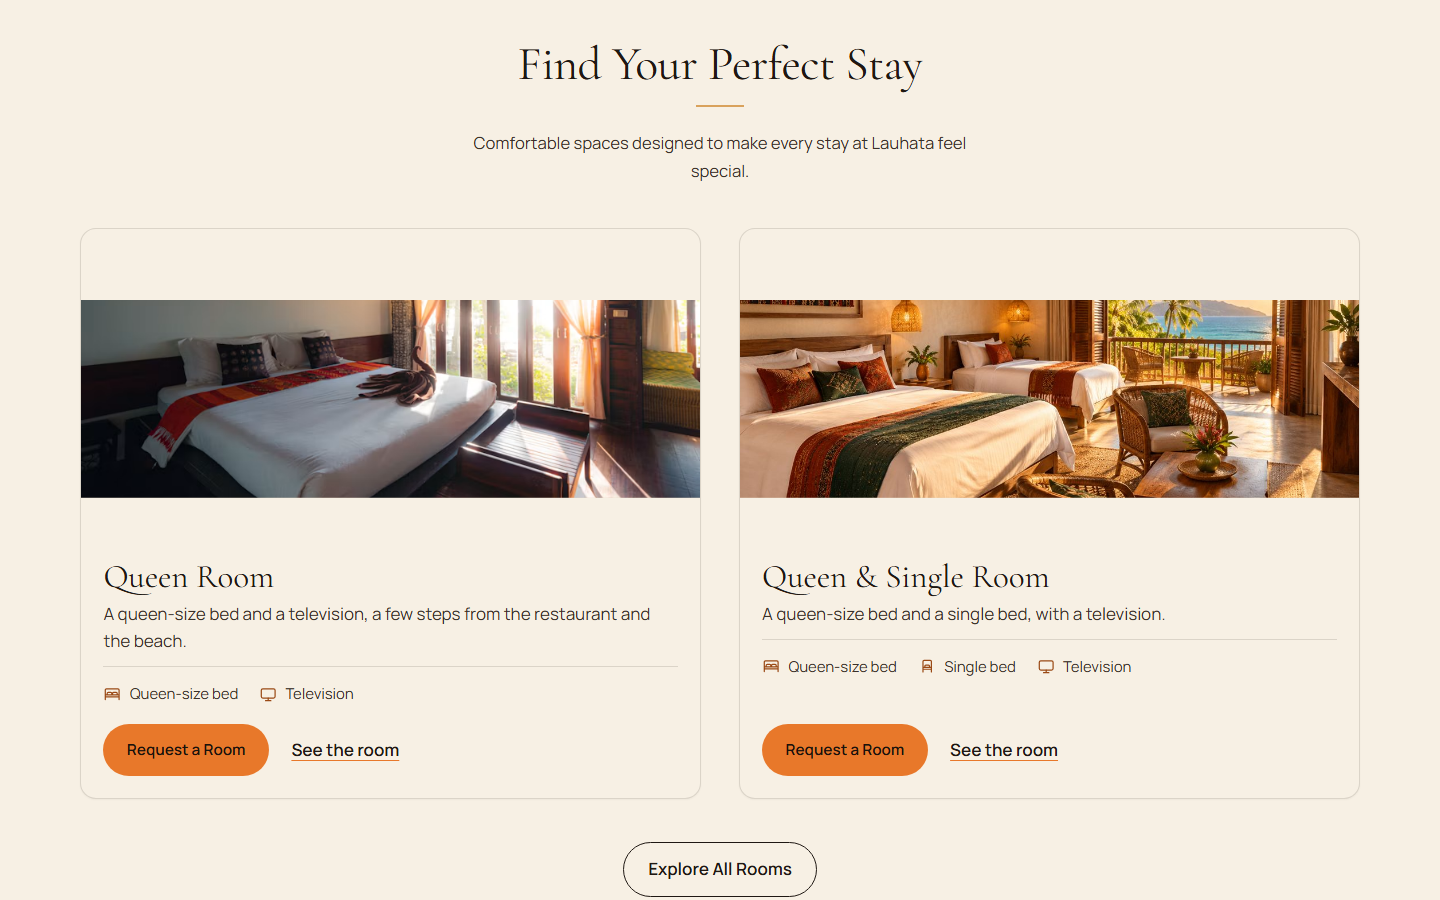 Find Your Perfect Stay
Comfortable spaces designed to make every stay at Lauhata feel
special.
Queen Room
A queen-size bed and a television, a few steps from the restaurant and
the beach.
Queen-size bed Television
Request a Room See the room
Queen & Single Room
A queen-size bed and a single bed, with a television.
Queen-size bed Single bed Television
Request a Room See the room
Explore All Rooms